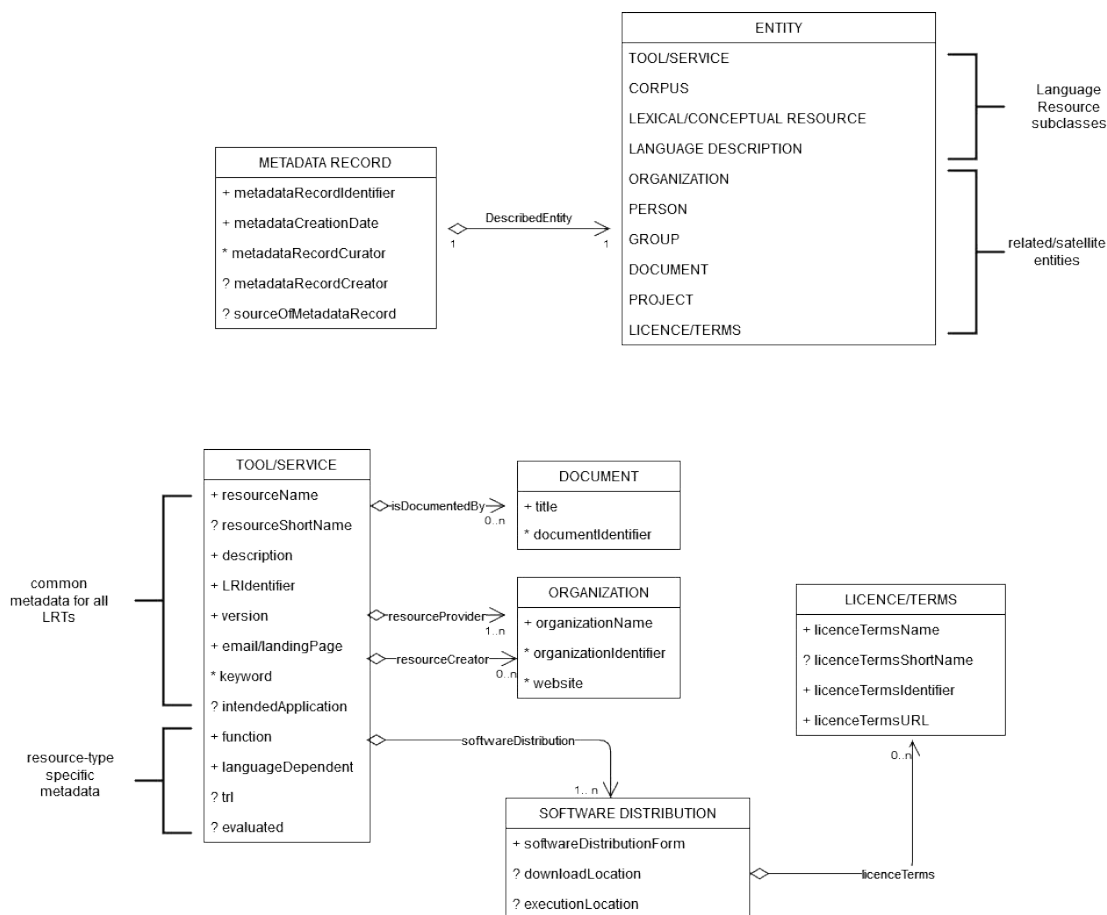 ENTITY
TOOL/SERVICE
CORPUS
LEXICAL/CONCEPTUAL RESOURCE
LANGUAGE DESCRIPTION
ORGANIZATION
PERSON
GROUP
DOCUMENT
PROJECT
LICENCE/TERMS
Language
Resource
subclasses
related/satellite
entities
METADATA RECORD
+ metadataRecordIdentifier
+ metadataCreationDate
* metadataRecordCurator
? metadataRecordCreator
? sourceOfMetadataRecord
DescribedEntity
1
1
TOOL/SERVICE
+ resourceName
? resourceShortName
+ description
+ LRIdentifier
+ version
+ email/landingPage
* keyword
? intendedApplication
+ function
+ languageDependent
? trl
? evaluated
common
metadata for all
LRTs
resource-type
specific
metadata
isDocumentedBy
0..n
DOCUMENT
+ title
* documentIdentifier
resourceProvider
1..n
resourceCreator
0..n
ORGANIZATION
+ organizationName
* organizationIdentifier
* website
softwareDistribution
1.. n
SOFTWARE DISTRIBUTION
+ softwareDistributionForm
? downloadLocation
? executionLocation
licenceTerms
0..n
LICENCE/TERMS
+ licenceTermsName
? licenceTermsShortName
+ licenceTermsIdentifier
+ licenceTermsURL